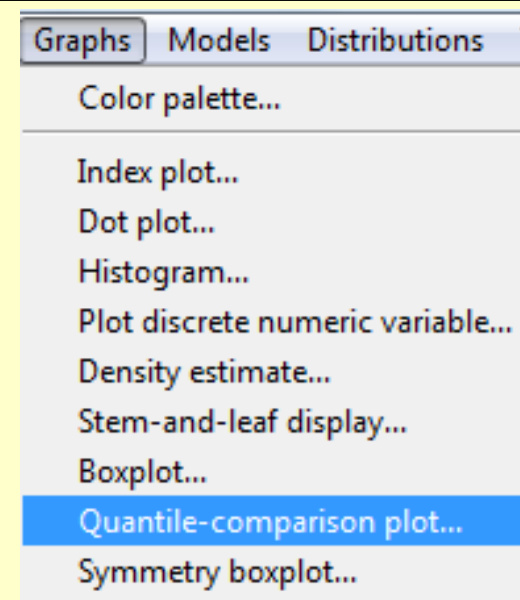 Graphs Models Distributions
Color palette...
Index plot...
Dot plot...
Histogram...
Plot discrete numeric variable...
Density estimate...
Stem-and-leaf display...
Boxplot...
Quantile-comparison plot...
Symmetry boxplot...